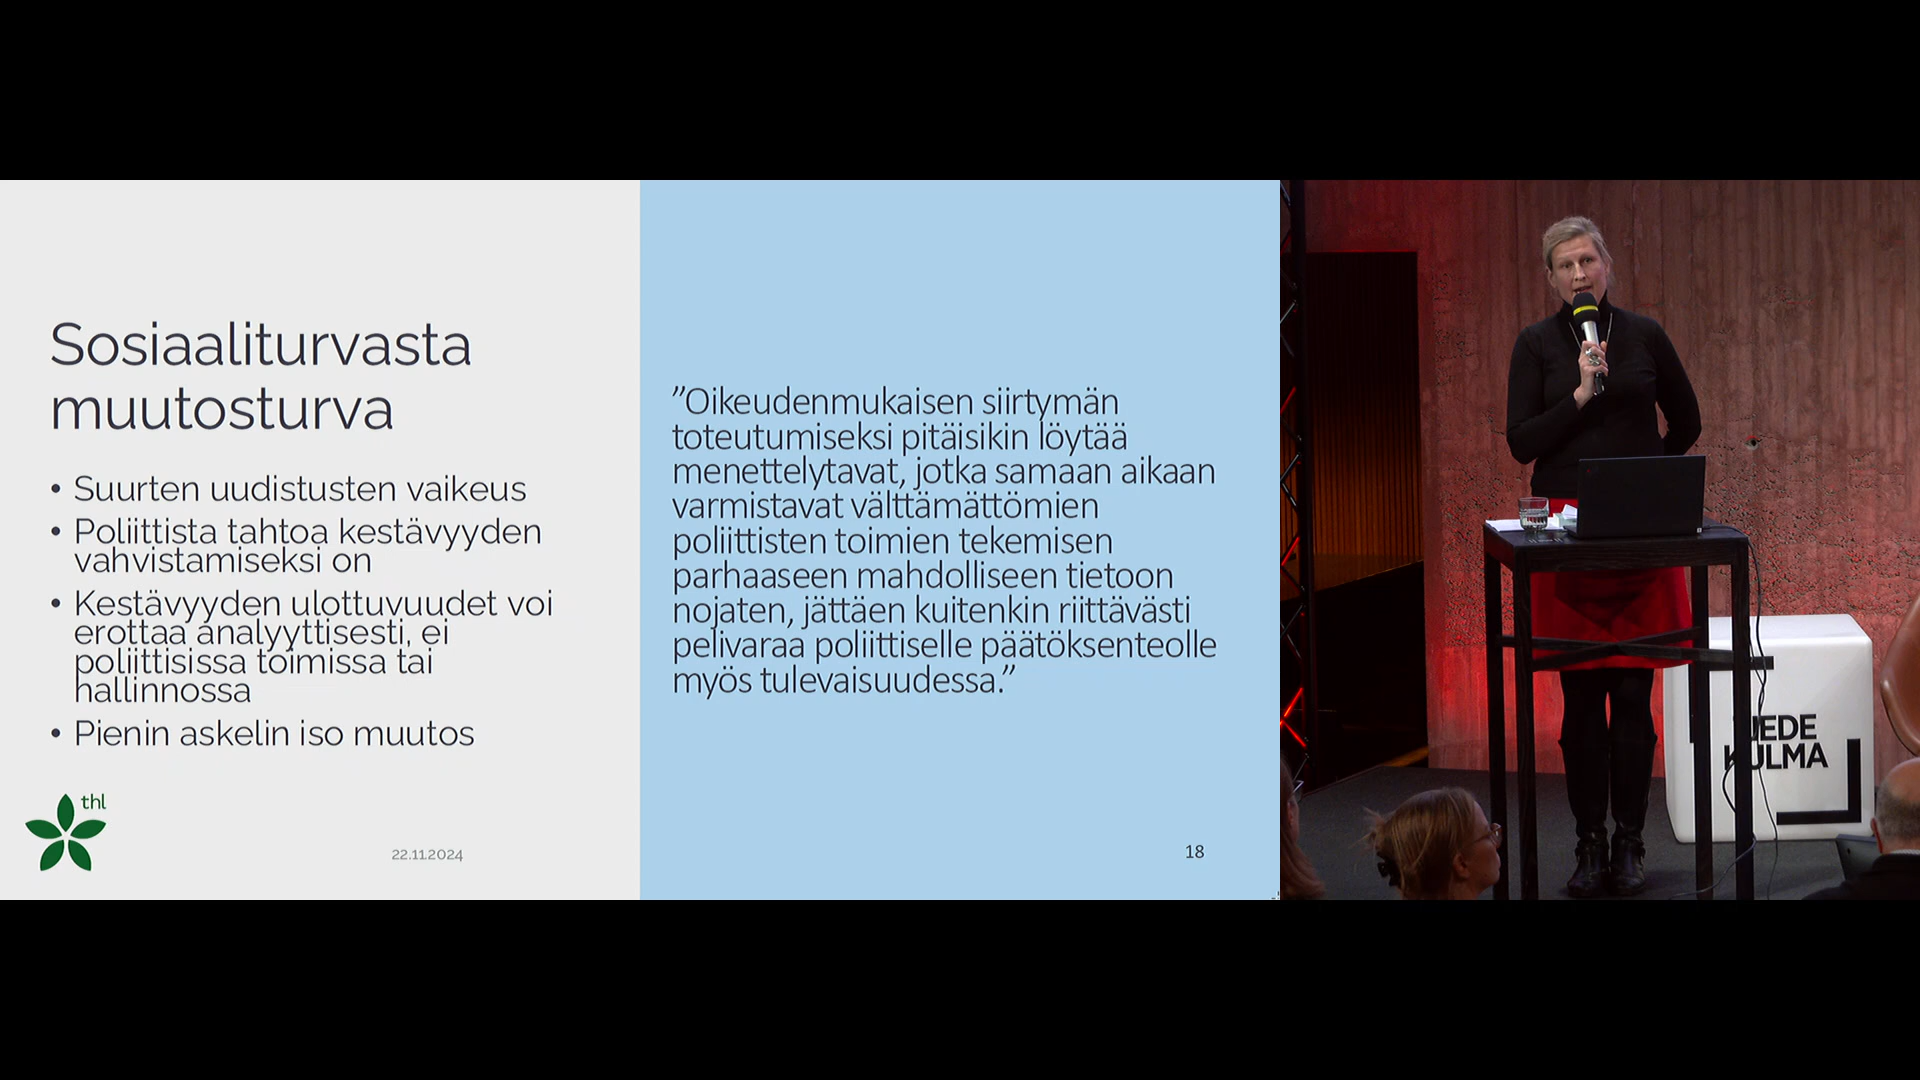 Sosiaaliturvasta
muutosturva
• Suurten uudistusten vaikeus
• Poliittista tahtoa kestävyyden
vahvistamiseksi on
• Kestävyyden ulottuvuudet voi
erottaa analyyttisesti, ei
poliittisissa toimissa tai
hallinnossa
• Pienin askelin iso muutos
thl
22.11.2024
”Oikeudenmukaisen siirtymän
toteutumiseksi pitäisikin löytää
menettelytavat, jotka samaan aikaan
varmistavat välttämättömien
poliittisten toimien tekemisen
parhaaseen mahdolliseen tietoon
nojaten, jättäen kuitenkin riittävästi
pelivaraa poliittiselle päätöksenteolle
myös tulevaisuudessa.”
18
KULMA